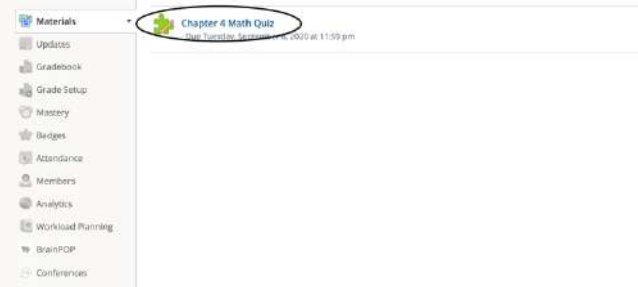 Materials
Updates
Gradebook
Grade Setup
Mastery
Badges
Attendance
Members
Analytics
Workload Planning
BrainPOP
Conferences
Chapter 4 Math Quiz
Due Tuesday, September 8, 2020 at 11:59 pm